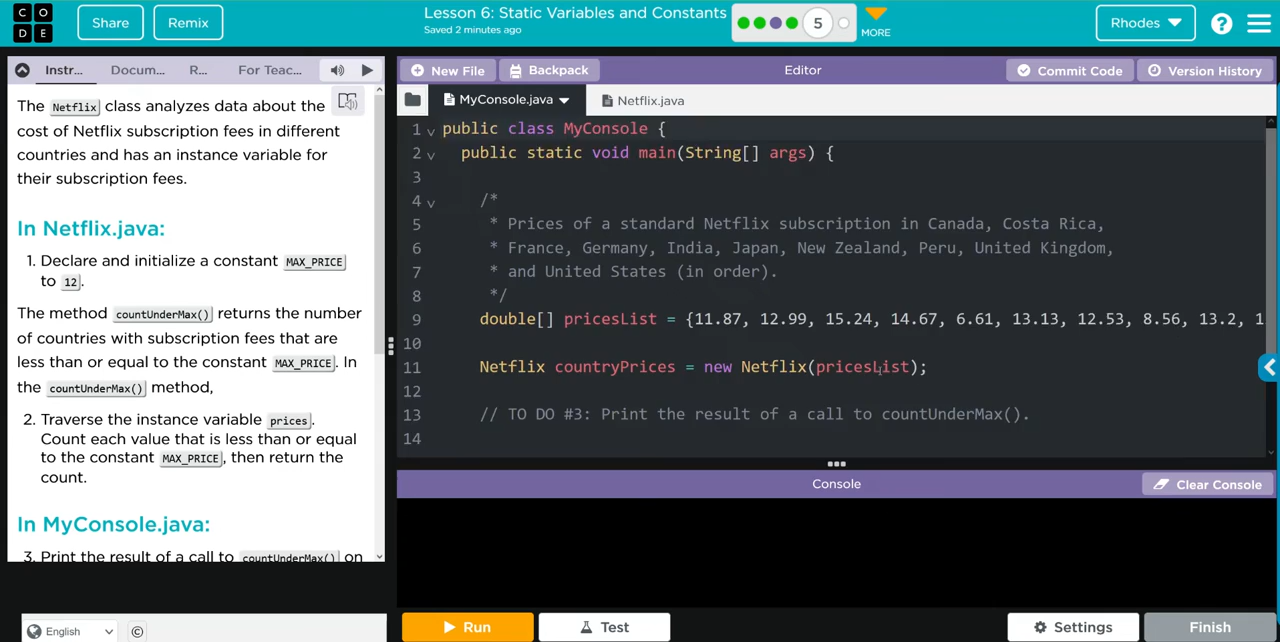 CODE
Share
Remix
Lesson 6: Static Variables and Constants
Saved 2 minutes ago
5
MORE
Rhodes
?
Instr...
Docum...
R...
For Teac...
New File
Backpack
Editor
Commit Code
Version History
MyConsole.java
Netflix.java
The Netflix class analyzes data about the
cost of Netflix subscription fees in different
countries and has an instance variable for
their subscription fees.
In Netflix.java:
1. Declare and initialize a constant MAX_PRICE
to 12.
The method countUnderMax() returns the number
of countries with subscription fees that are
less than or equal to the constant MAX_PRICE. In
the countUnderMax() method,
2. Traverse the instance variable prices.
Count each value that is less than or equal
to the constant MAX_PRICE, then return the
count.
In MyConsole.java:
3. Print the result of a call to countUnderMax() on
1 public class MyConsole {
2 public static void main(String[] args) {
3
4 /*
5 * Prices of a standard Netflix subscription in Canada, Costa Rica,
6 * France, Germany, India, Japan, New Zealand, Peru, United Kingdom,
7 * and United States (in order).
8 */
9 double[] pricesList = {11.87, 12.99, 15.24, 14.67, 6.61, 13.13, 12.53, 8.56, 13.2, 1
10
11 Netflix countryPrices = new Netflix(pricesList);
12
13 // TO DO #3: Print the result of a call to countUnderMax().
14
Console
Clear Console
English
©
Run
Test
Settings
Finish